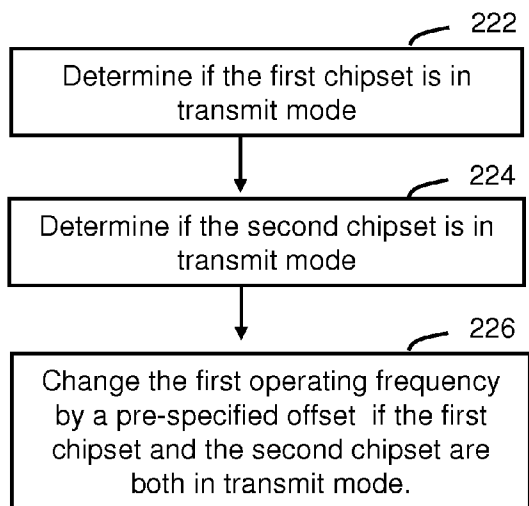 222
Determine if the first chipset is in
transmit mode
224
Determine if the second chipset is in
transmit mode
226
Change the first operating frequency
by a pre-specified offset if the first
chipset and the second chipset are
both in transmit mode.